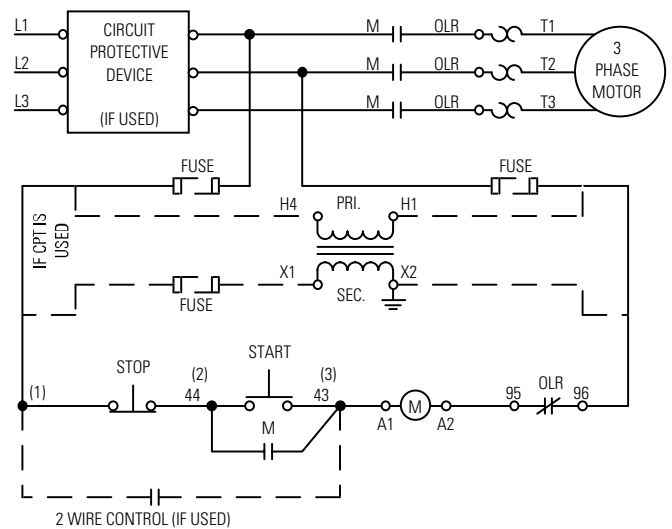 L1
CIRCUIT
PROTECTIVE
DEVICE
(IF USED)
M
OLR
T1
L2
M
OLR
T2
L3
M
OLR
T3
3
PHASE
MOTOR
FUSE
FUSE
IF CPT IS
USED
H4
PRI.
H1
X1
X2
FUSE
SEC.
STOP
START
OLR
(1)
(2)
44
(3)
43
M
A1
M
A2
95
96
2 WIRE CONTROL (IF USED)